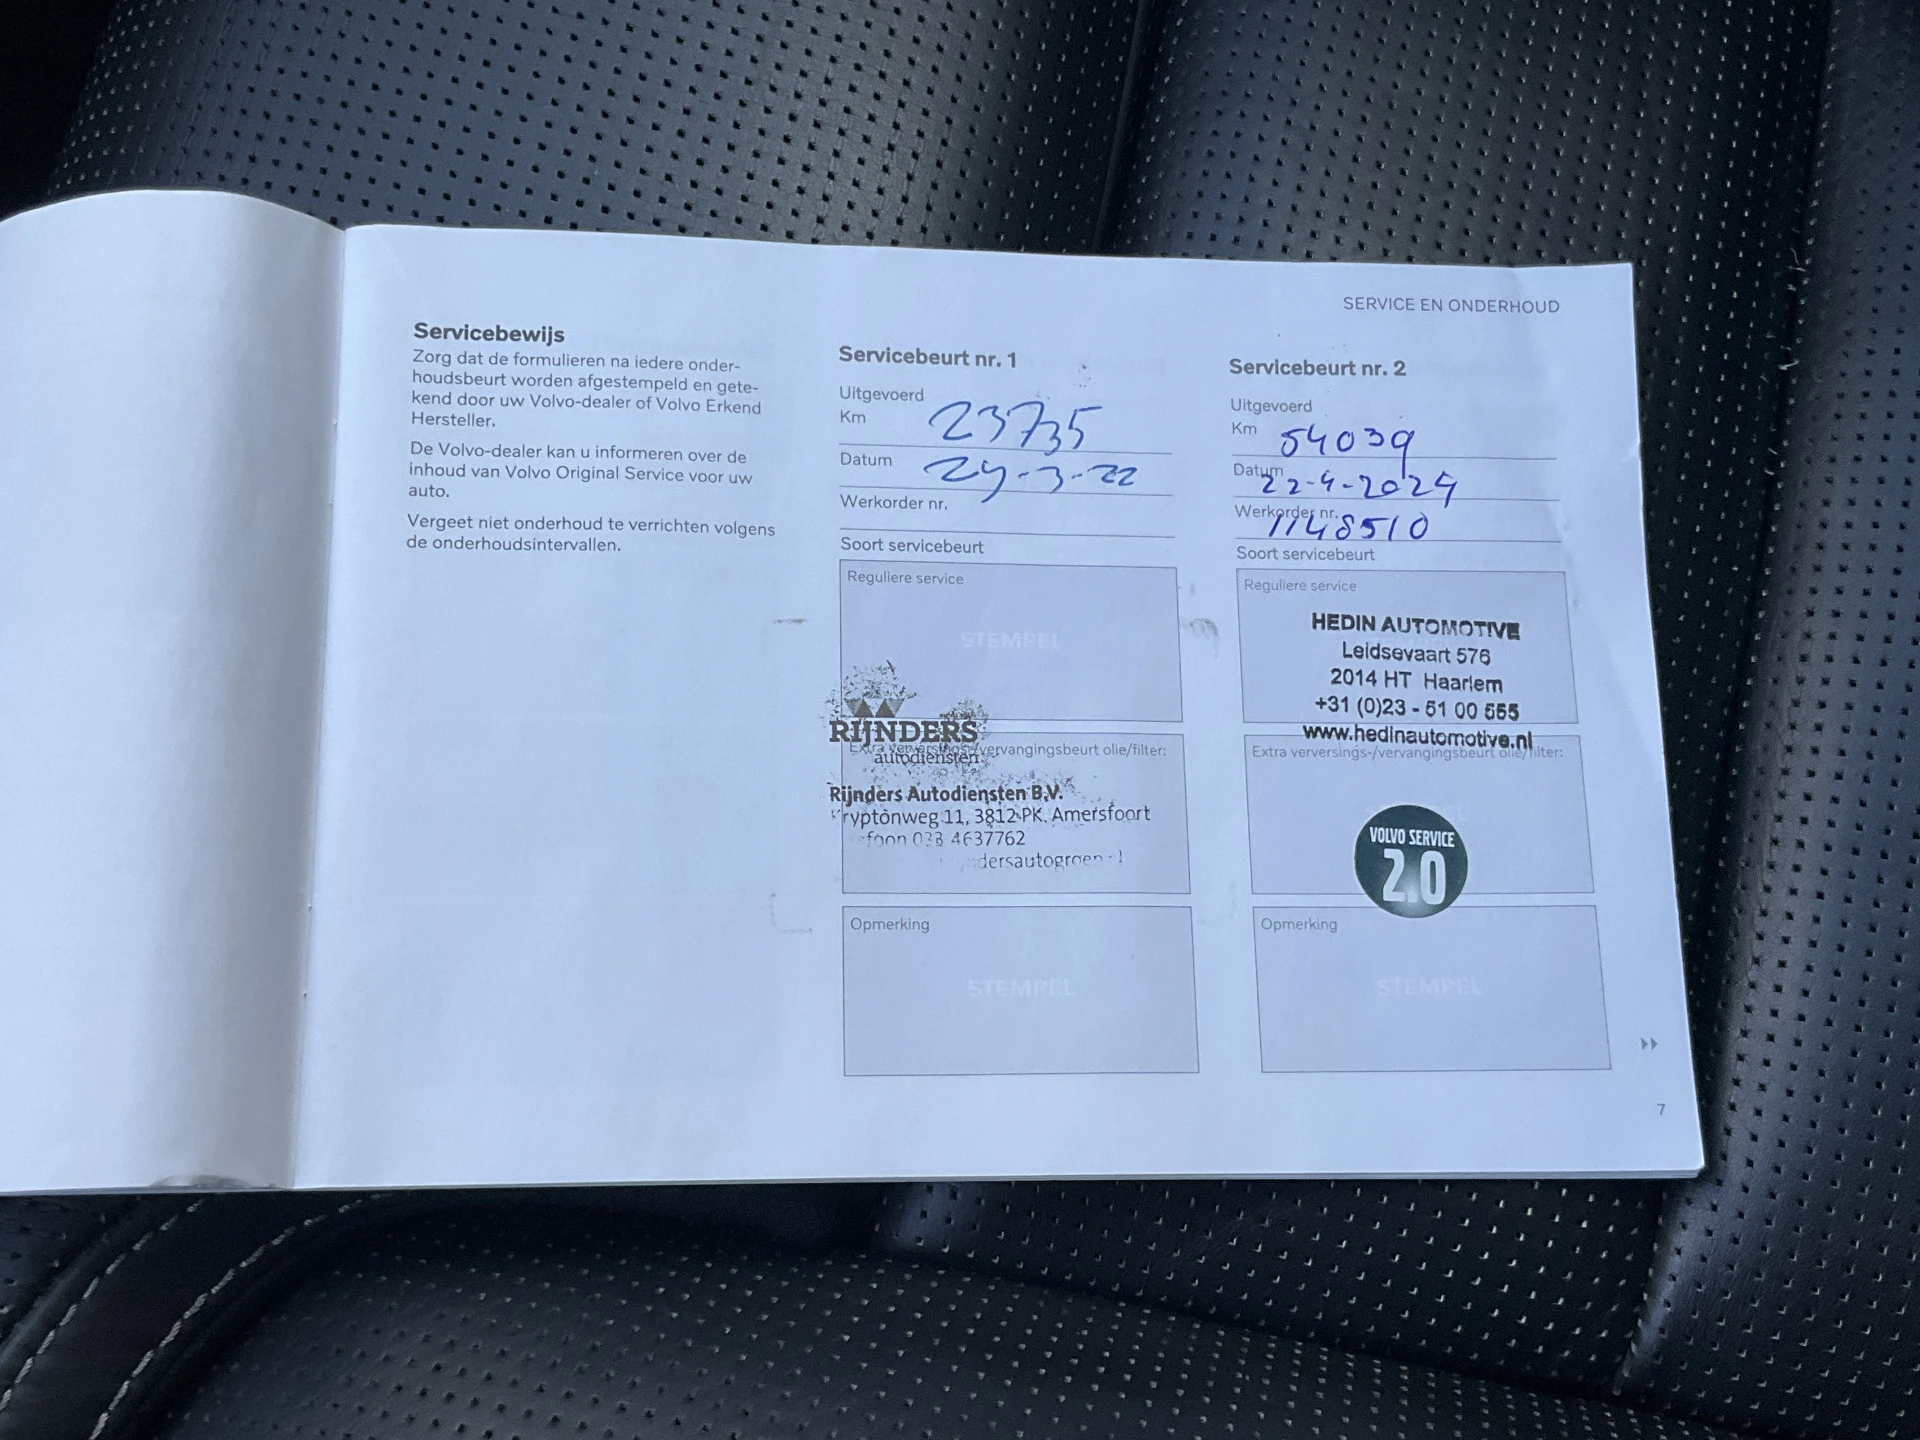 SERVICE EN ONDERHOUD
Servicebewijs
Zorg dat de formulieren na iedere onder-
houdsbeurt worden afgestempeld en gete-
kend door uw Volvo-dealer of Volvo Erkend
Hersteller.
De Volvo-dealer kan u informeren over de
inhoud van Volvo Original Service voor uw
auto.
Vergeet niet onderhoud te verrichten volgens
de onderhoudsintervallen.
Servicebeurt nr. 1
Uitgevoerd
Km 23735
Datum 24-3-22
Werkorder nr.
Soort servicebeurt
Reguliere service
STEMPEL
RIJNDERS
autodiensten
Extra verversings-/vervangingsbeurt olie/filter:
Rijnders Autodiensten B.V.
ryptonweg 11, 3812 PK Amersfoort
foon 033 4637762
ndersautogroep
Opmerking
STEMPEL
Servicebeurt nr. 2
Uitgevoerd
Km 54039
Datum 22-4-2024
Werkorder nr. 1148510
Soort servicebeurt
Reguliere service
HEDIN AUTOMOTIVE
Leidsevaart 576
2014 HT Haarlem
+31 (0)23 - 51 00 555
www.hedinautomotive.nl
Extra verversings-/vervangingsbeurt olie/filter:
VOLVO SERVICE
2.0
Opmerking
STEMPEL
7